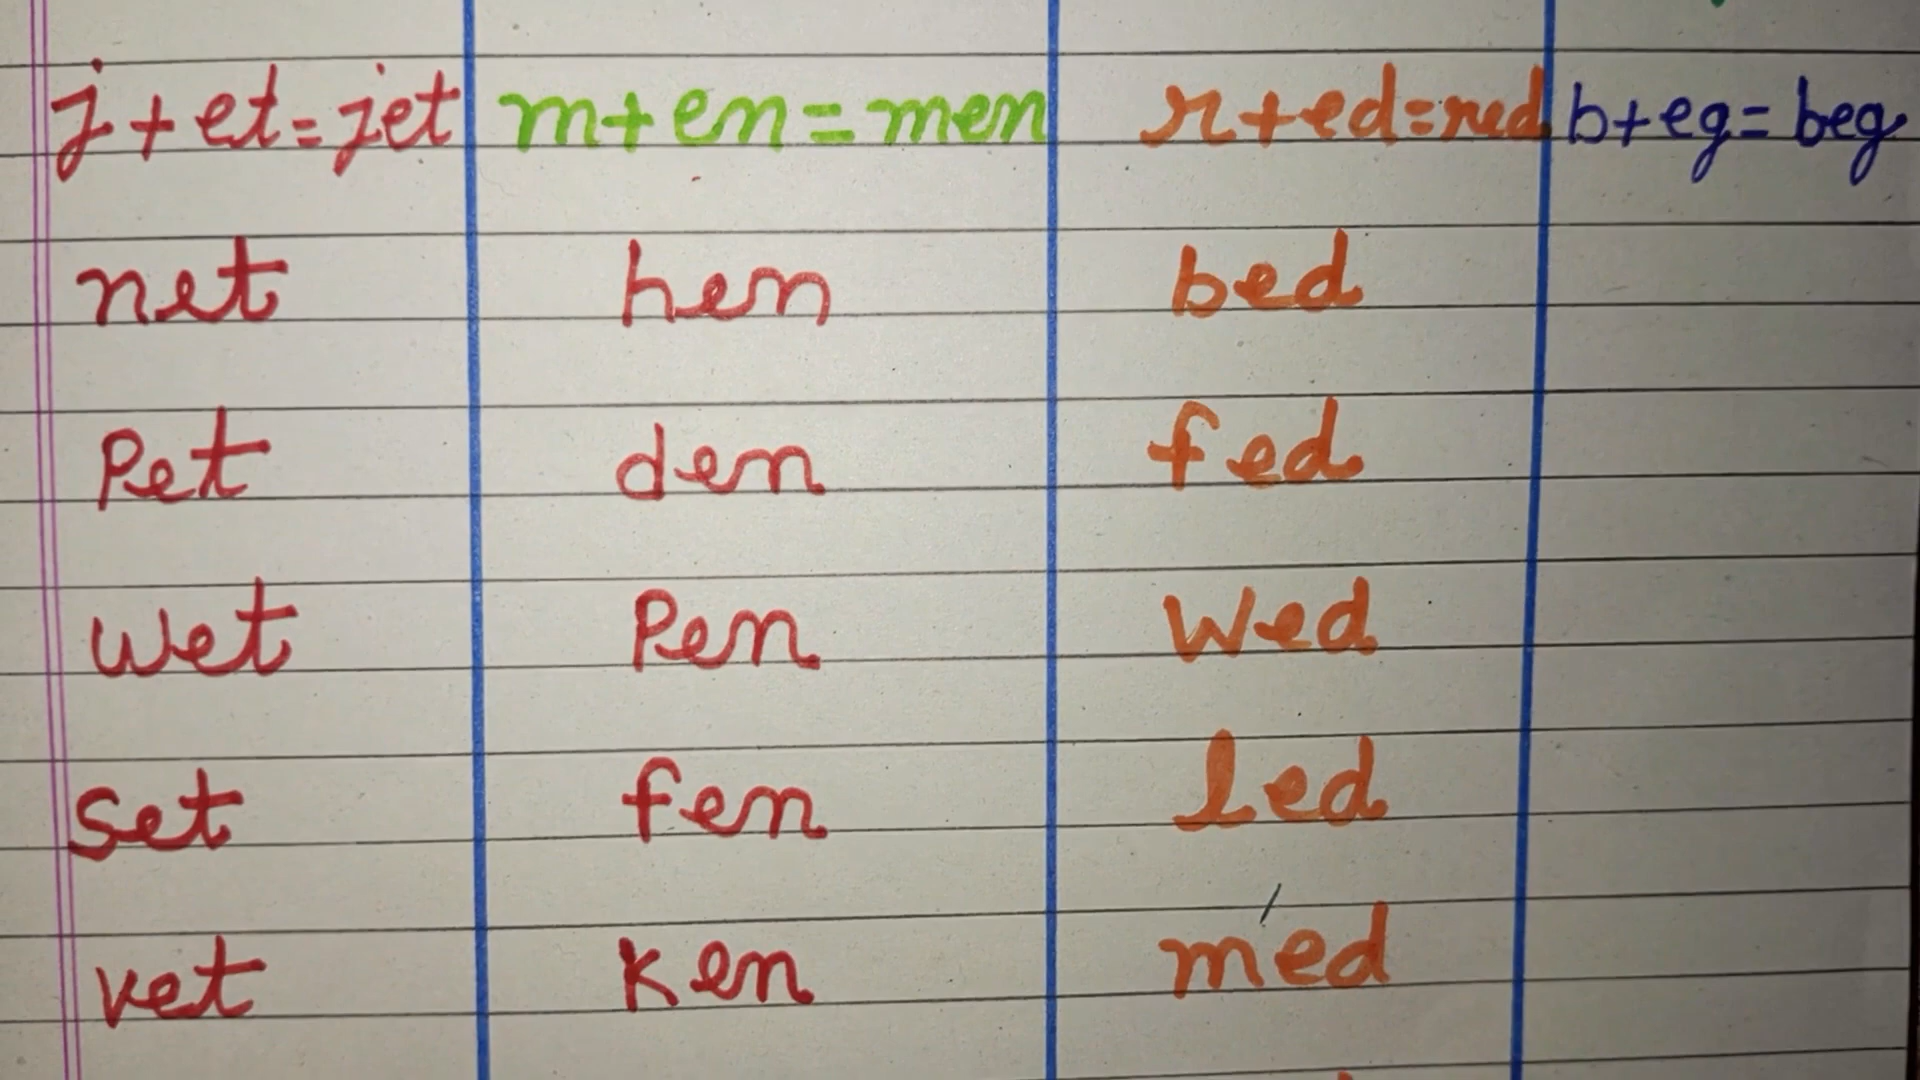 j+et=jet m+en=men r+ed=red b+eg=beg
net hen bed
Pet den fed
wet Pen Wed
set fen led
vet Ken med